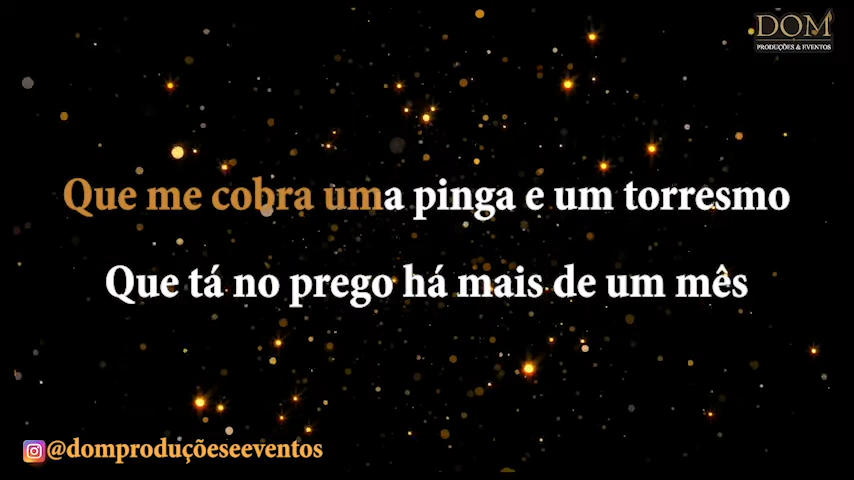 DOM
PRODUÇÕES & EVENTOS
Que me cobra uma pinga e um torresmo
Que tá no prego há mais de um mês
@domproduçõeseeventos